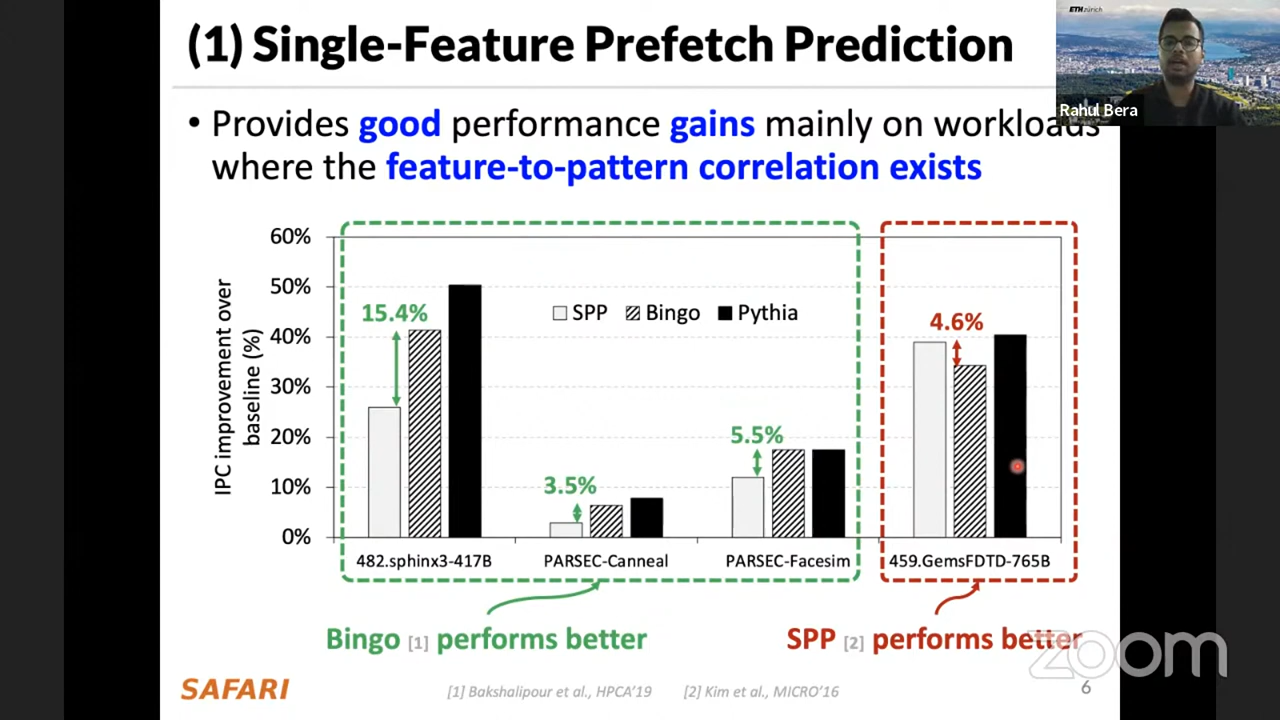 (1) Single-Feature Prefetch Prediction
ETH zürich
Rahul Bera
• Provides good performance gains mainly on workloads
where the feature-to-pattern correlation exists
IPC improvement over
baseline (%)
60%
50%
40%
30%
20%
10%
0%
SPP Bingo Pythia
15.4%
3.5%
5.5%
4.6%
482.sphinx3-417B PARSEC-Canneal PARSEC-Facesim 459.GemsFDTD-765B
Bingo [1] performs better
SPP [2] performs better
zoom
SAFARI
[1] Bakshalipour et al., HPCA'19 [2] Kim et al., MICRO'16
6